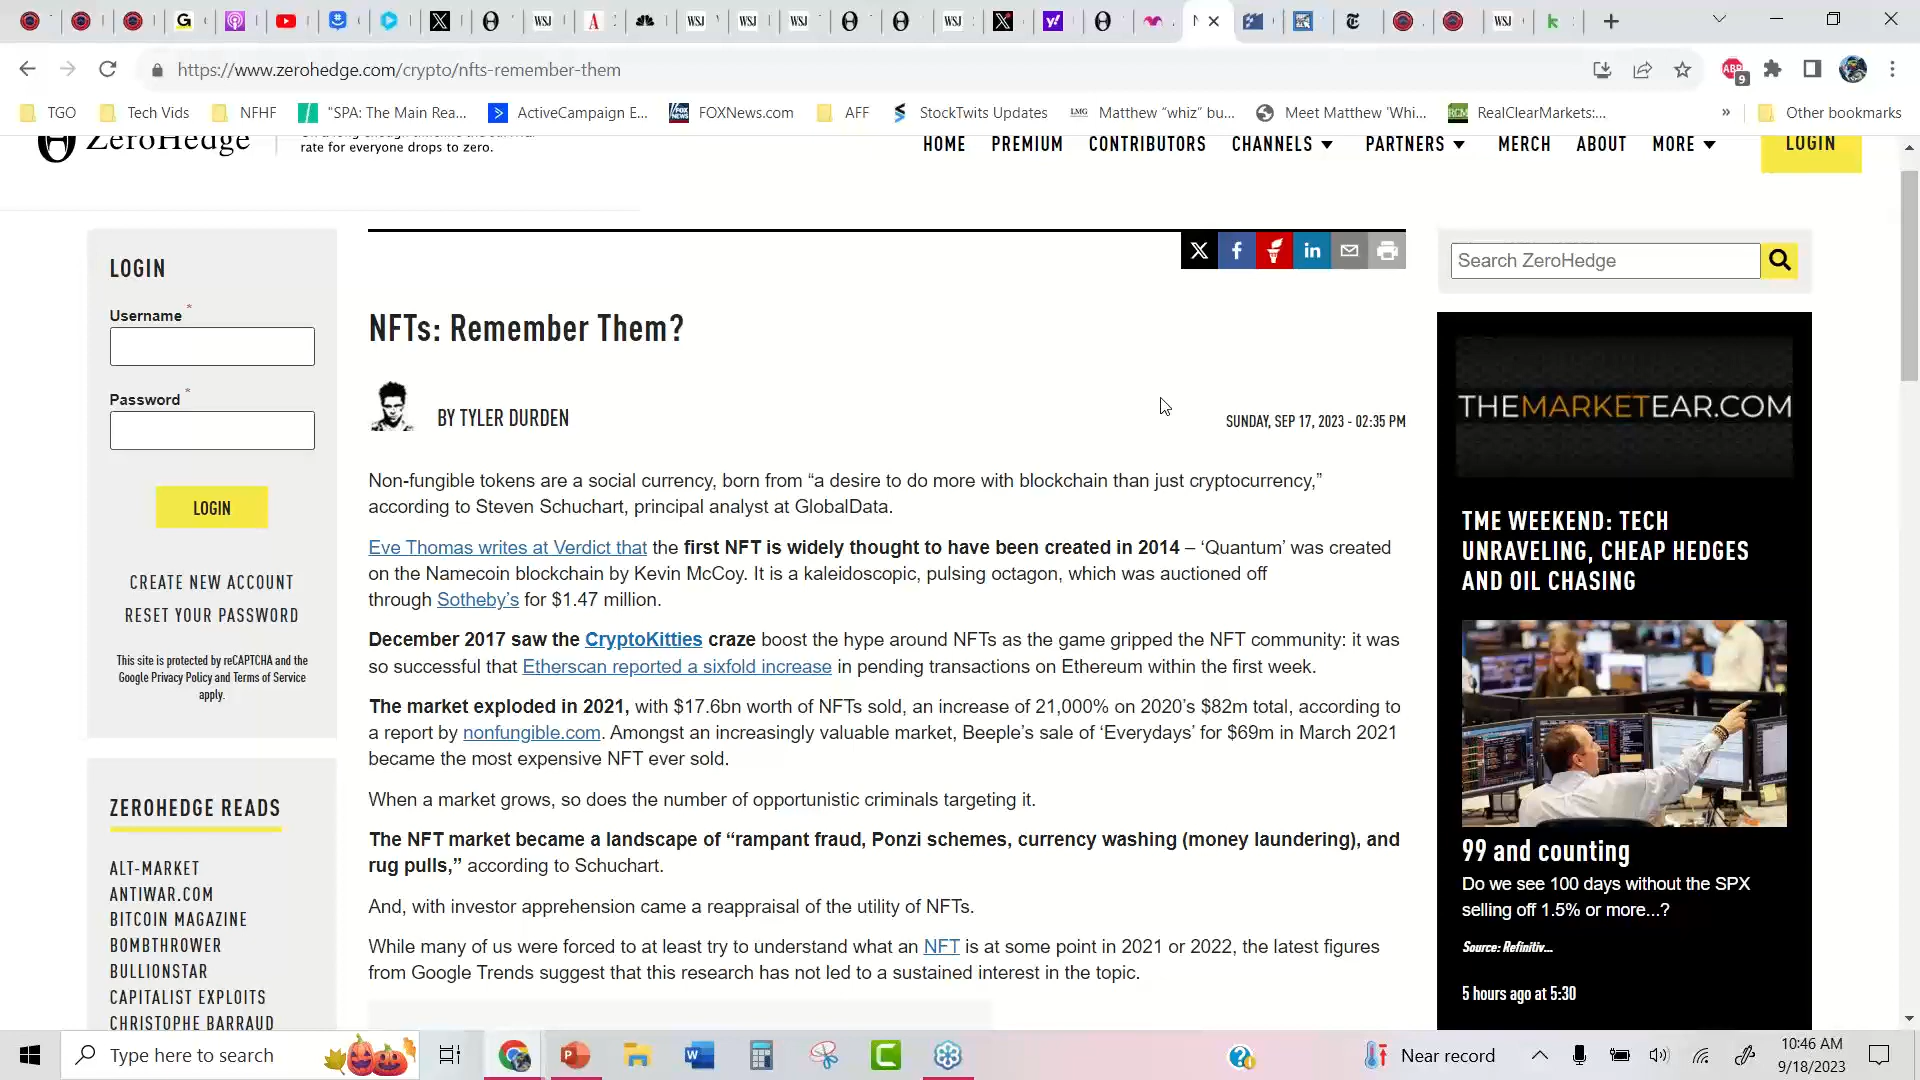 https://www.zerohedge.com/crypto/nfts-remember-them
9
TGO
Tech Vids
NFHF
"SPA: The Main Rea...
ActiveCampaign E...
FOXNews.com
AFF
StockTwits Updates
Matthew “whiz” bu...
Meet Matthew 'Whi...
RealClearMarkets:...
»
Other bookmarks
ZeroHedge
rate for everyone drops to zero.
HOME
PREMIUM
CONTRIBUTORS
CHANNELS
PARTNERS
MERCH
ABOUT
MORE
LOGIN
LOGIN
Username *
Password *
LOGIN
CREATE NEW ACCOUNT
RESET YOUR PASSWORD
This site is protected by reCAPTCHA and the
Google Privacy Policy and Terms of Service
apply.
ZEROHEDGE READS
ALT-MARKET
ANTIWAR.COM
BITCOIN MAGAZINE
BOMBTHROWER
BULLIONSTAR
CAPITALIST EXPLOITS
CHRISTOPHE BARRAUD
NFTs: Remember Them?
BY TYLER DURDEN
SUNDAY, SEP 17, 2023 - 02:35 PM
Non-fungible tokens are a social currency, born from “a desire to do more with blockchain than just cryptocurrency,”
according to Steven Schuchart, principal analyst at GlobalData.
Eve Thomas writes at Verdict that the first NFT is widely thought to have been created in 2014 – ‘Quantum’ was created
on the Namecoin blockchain by Kevin McCoy. It is a kaleidoscopic, pulsing octagon, which was auctioned off
through Sotheby’s for $1.47 million.
December 2017 saw the CryptoKitties craze boost the hype around NFTs as the game gripped the NFT community: it was
so successful that Etherscan reported a sixfold increase in pending transactions on Ethereum within the first week.
The market exploded in 2021, with $17.6bn worth of NFTs sold, an increase of 21,000% on 2020’s $82m total, according to
a report by nonfungible.com. Amongst an increasingly valuable market, Beeple’s sale of ‘Everydays’ for $69m in March 2021
became the most expensive NFT ever sold.
When a market grows, so does the number of opportunistic criminals targeting it.
The NFT market became a landscape of “rampant fraud, Ponzi schemes, currency washing (money laundering), and
rug pulls,” according to Schuchart.
And, with investor apprehension came a reappraisal of the utility of NFTs.
While many of us were forced to at least try to understand what an NFT is at some point in 2021 or 2022, the latest figures
from Google Trends suggest that this research has not led to a sustained interest in the topic.
Search ZeroHedge
THEMARKETEAR.COM
TME WEEKEND: TECH
UNRAVELING, CHEAP HEDGES
AND OIL CHASING
99 and counting
Do we see 100 days without the SPX
selling off 1.5% or more...?
Source: Refinitiv...
5 hours ago at 5:30
Type here to search
Near record
10:46 AM
9/18/2023